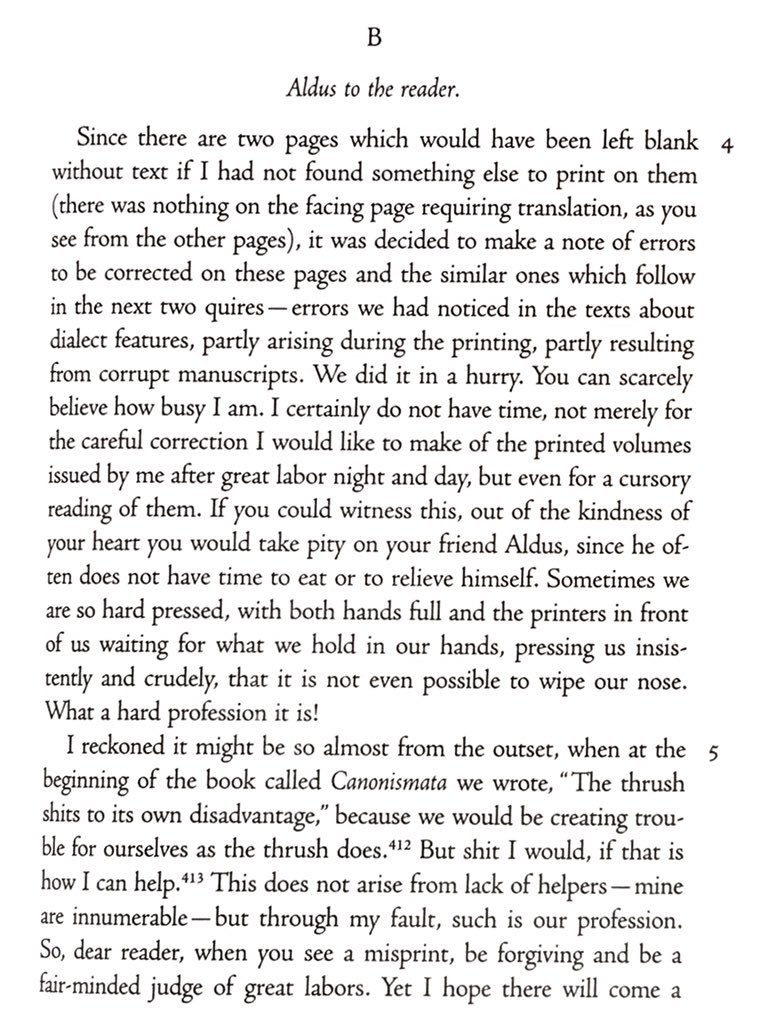 B
Aldus to the reader.
Since there are two pages which would have been left blank 4
without text if I had not found something else to print on them
(there was nothing on the facing page requiring translation, as you
see from the other pages), it was decided to make a note of errors
to be corrected on these pages and the similar ones which follow
in the next two quires—errors we had noticed in the texts about
dialect features, partly arising during the printing, partly resulting
from corrupt manuscripts. We did it in a hurry. You can scarcely
believe how busy I am. I certainly do not have time, not merely for
the careful correction I would like to make of the printed volumes
issued by me after great labor night and day, but even for a cursory
reading of them. If you could witness this, out of the kindness of
your heart you would take pity on your friend Aldus, since he of-
ten does not have time to eat or to relieve himself. Sometimes we
are so hard pressed, with both hands full and the printers in front
of us waiting for what we hold in our hands, pressing us insis-
tently and crudely, that it is not even possible to wipe our nose.
What a hard profession it is!
I reckoned it might be so almost from the outset, when at the 5
beginning of the book called Canonismata we wrote, “The thrush
shits to its own disadvantage,” because we would be creating trou-
ble for ourselves as the thrush does.⁴¹² But shit I would, if that is
how I can help.⁴¹³ This does not arise from lack of helpers—mine
are innumerable—but through my fault, such is our profession.
So, dear reader, when you see a misprint, be forgiving and be a
fair-minded judge of great labors. Yet I hope there will come a